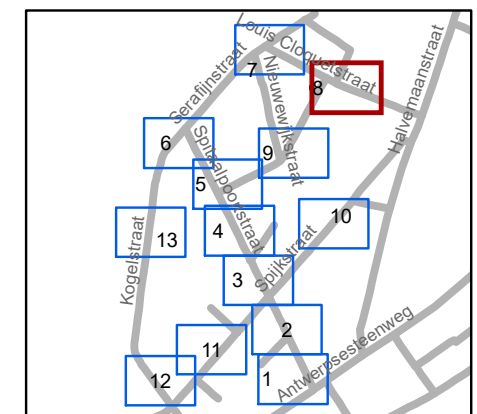 Louis Cloquetstraat
7
8
Serafijnstraat
Nieuwewijkstraat
Halvemaanstraat
6
Spitaalpoortstraat
9
5
10
4
13
Spijkstraat
Kogelstraat
3
2
11
Antwerpsesteenweg
1
12